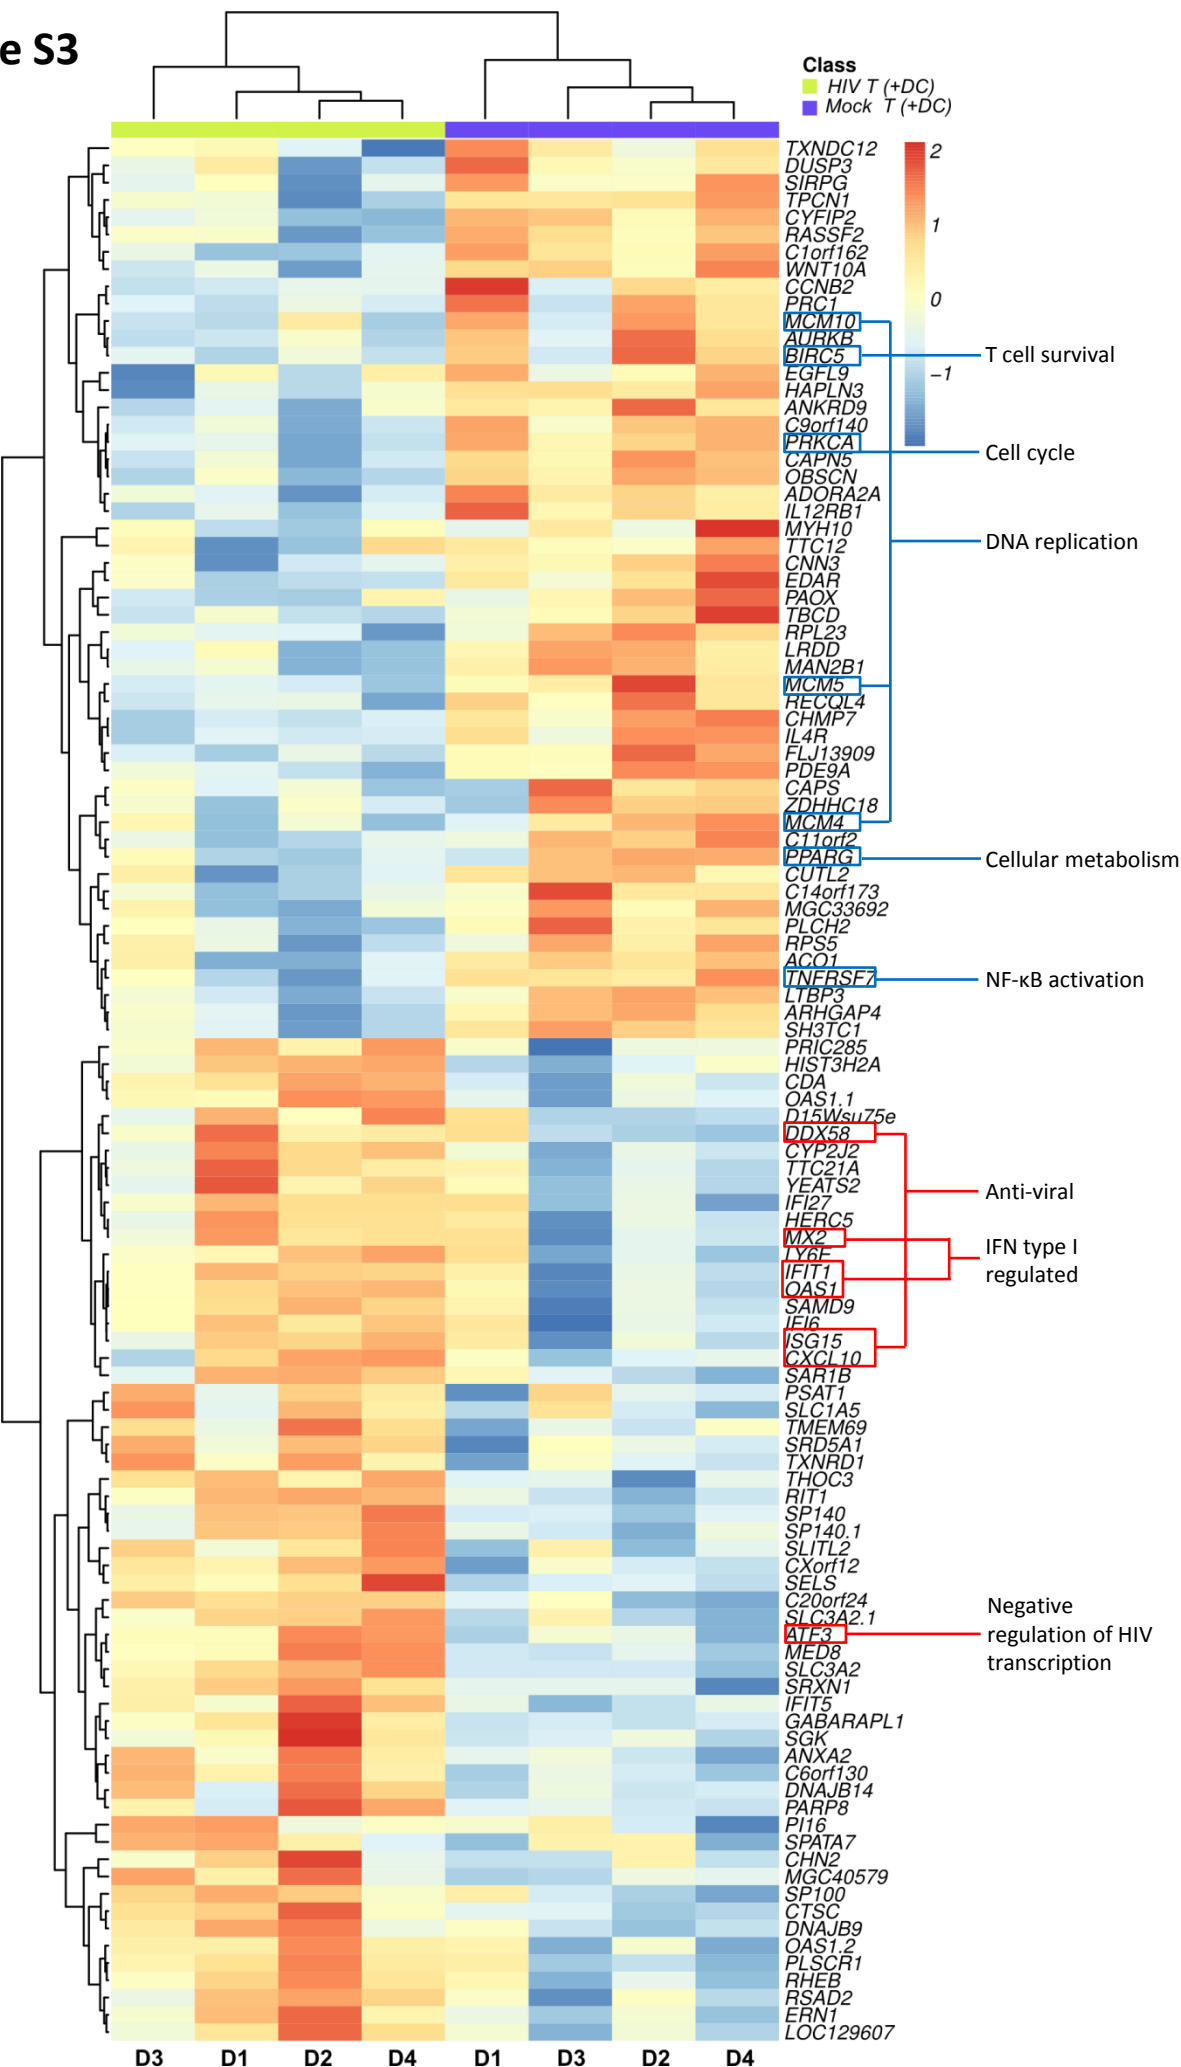 e S3
Class
HIV T (+DC)
Mock T (+DC)
2
1
0
−1
TXNDC12
DUSP3
SIRPG
TPCN1
CYFIP2
RASSF2
C1orf162
WNT10A
CCNB2
PRC1
MCM10
AURKB
BIRC5
EGFL9
HAPLN3
ANKRD9
C9orf140
PRKCA
CAPN5
OBSCN
ADORA2A
IL12RB1
MYH10
TTC12
CNN3
EDAR
PAOX
TBCD
RPL23
LRDD
MAN2B1
MCM5
RECQL4
CHMP7
IL4R
FLJ13909
PDE9A
CAPS
ZDHHC18
MCM4
C11orf2
PPARG
CUTL2
C14orf173
MGC33692
PLCH2
RPS5
ACO1
TNFRSF7
LTBP3
ARHGAP4
SH3TC1
PRIC285
HIST3H2A
CDA
OAS1.1
D15Wsu75e
DDX58
CYP2J2
TTC21A
YEATS2
IFI27
HERC5
MX2
LY6E
IFIT1
OAS1
SAMD9
IFI6
ISG15
CXCL10
SAR1B
PSAT1
SLC1A5
TMEM69
SRD5A1
TXNRD1
THOC3
RIT1
SP140
SP140.1
SLITL2
CXorf12
SELS
C20orf24
SLC3A2.1
ATF3
MED8
SLC3A2
SRXN1
IFIT5
GABARAPL1
SGK
ANXA2
C6orf130
DNAJB14
PARP8
PI16
SPATA7
CHN2
MGC40579
SP100
CTSC
DNAJB9
OAS1.2
PLSCR1
RHEB
RSAD2
ERN1
LOC129607
T cell survival
Cell cycle
DNA replication
Cellular metabolism
NF-κB activation
Anti-viral
IFN type I
regulated
Negative
regulation of HIV
transcription
D3 D1 D2 D4 D1 D3 D2 D4